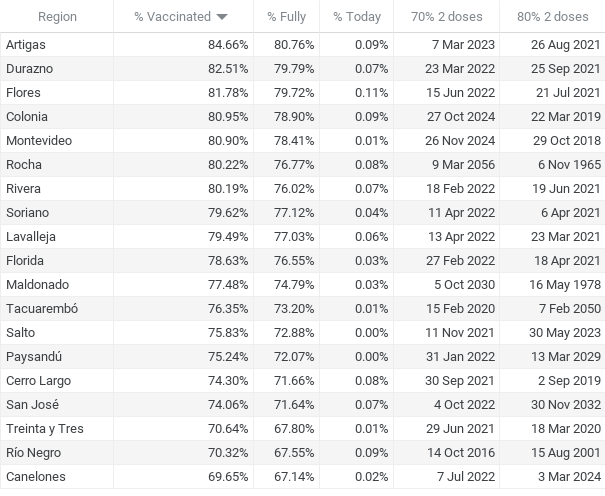 Region % Vaccinated % Fully % Today 70% 2 doses 80% 2 doses
Artigas 84.66% 80.76% 0.09% 7 Mar 2023 26 Aug 2021
Durazno 82.51% 79.79% 0.07% 23 Mar 2022 25 Sep 2021
Flores 81.78% 79.72% 0.11% 15 Jun 2022 21 Jul 2021
Colonia 80.95% 78.90% 0.09% 27 Oct 2024 22 Mar 2019
Montevideo 80.90% 78.41% 0.01% 26 Nov 2024 29 Oct 2018
Rocha 80.22% 76.77% 0.08% 9 Mar 2056 6 Nov 1965
Rivera 80.19% 76.02% 0.07% 18 Feb 2022 19 Jun 2021
Soriano 79.62% 77.12% 0.04% 11 Apr 2022 6 Apr 2021
Lavalleja 79.49% 77.03% 0.06% 13 Apr 2022 23 Mar 2021
Florida 78.63% 76.55% 0.03% 27 Feb 2022 18 Apr 2021
Maldonado 77.48% 74.79% 0.03% 5 Oct 2030 16 May 1978
Tacuarembó 76.35% 73.20% 0.01% 15 Feb 2020 7 Feb 2050
Salto 75.83% 72.88% 0.00% 11 Nov 2021 30 May 2023
Paysandú 75.24% 72.07% 0.00% 31 Jan 2022 13 Mar 2029
Cerro Largo 74.30% 71.66% 0.08% 30 Sep 2021 2 Sep 2019
San José 74.06% 71.64% 0.07% 4 Oct 2022 30 Nov 2032
Treinta y Tres 70.64% 67.80% 0.01% 29 Jun 2021 18 Mar 2020
Río Negro 70.32% 67.55% 0.09% 14 Oct 2016 15 Aug 2001
Canelones 69.65% 67.14% 0.02% 7 Jul 2022 3 Mar 2024